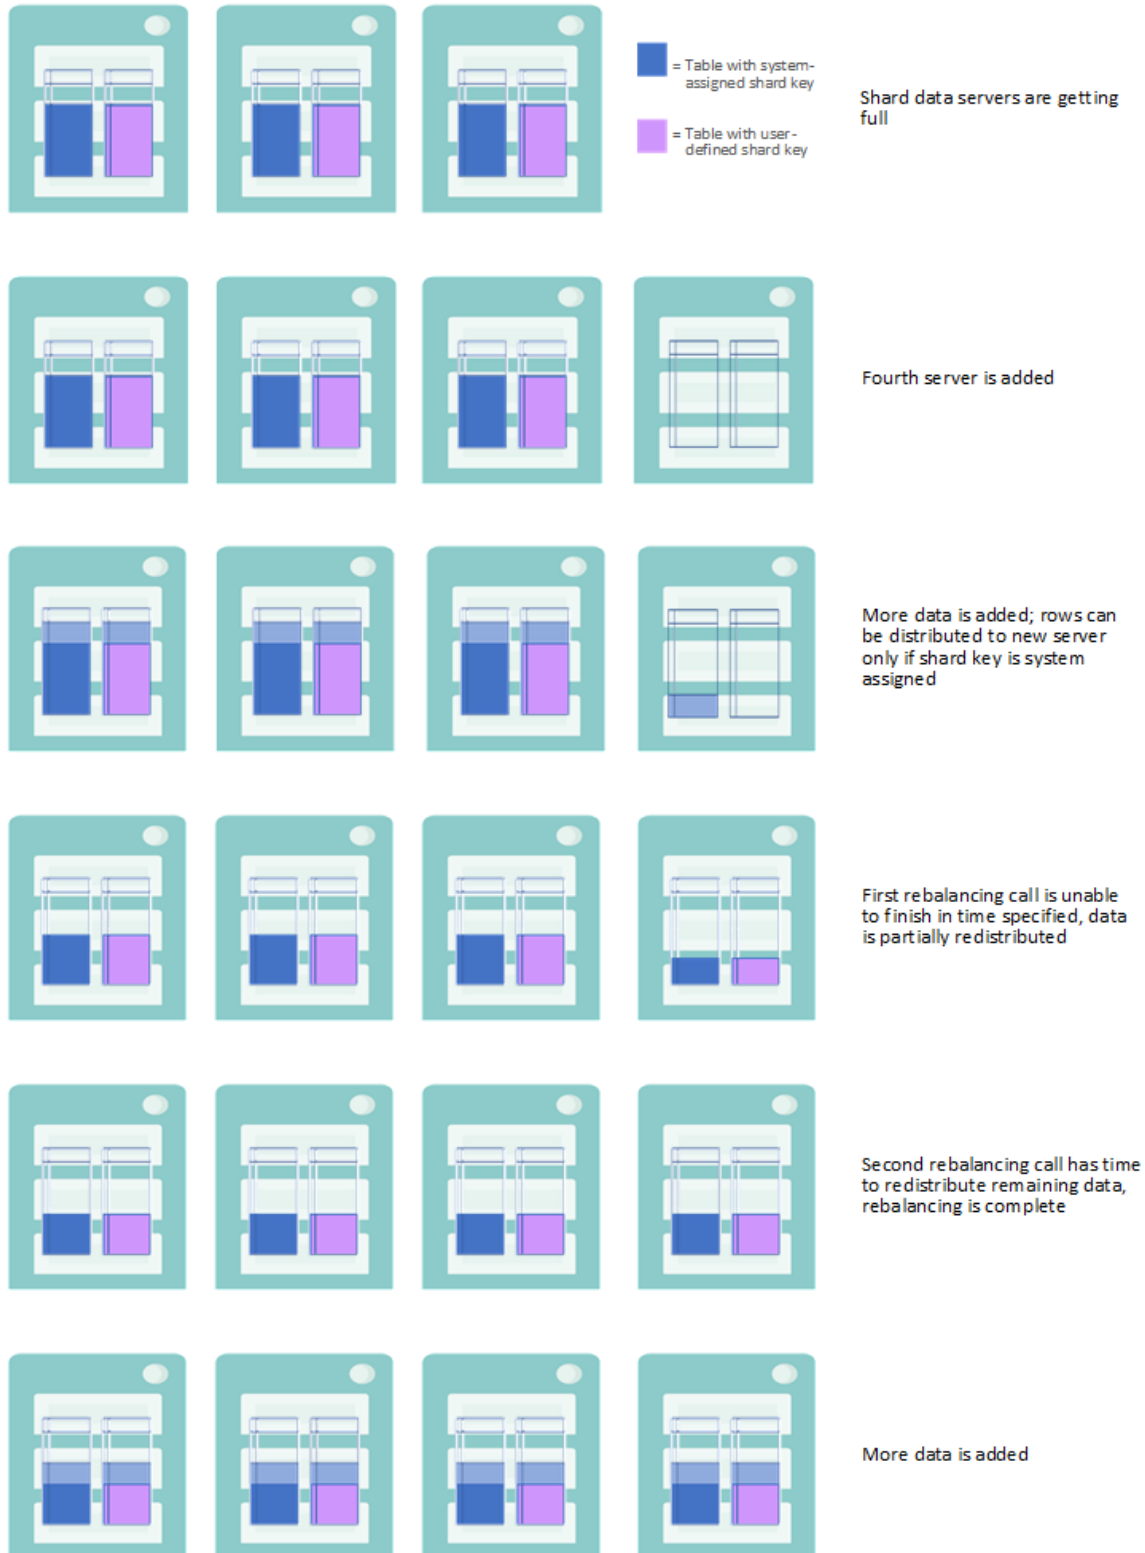 = Table with system-
assigned shard key
= Table with user-
defined shard key
Shard data servers are getting
full
Fourth server is added
More data is added; rows can
be distributed to new server
only if shard key is system
assigned
First rebalancing call is unable
to finish in time specified, data
is partially redistributed
Second rebalancing call has time
to redistribute remaining data,
rebalancing is complete
More data is added